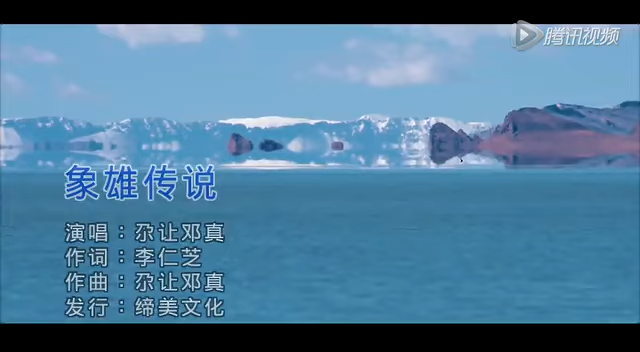 腾讯视频
象雄传说
演唱：尕让邓真
作词：李仁芝
作曲：尕让邓真
发行：缔美文化